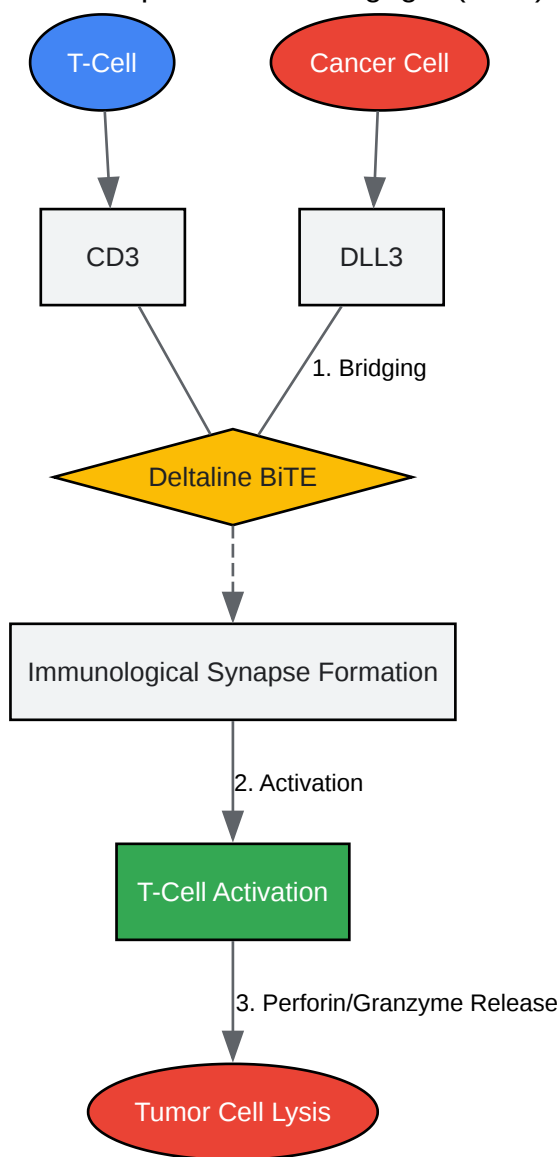 T-Cell
Cancer Cell
CD3
DLL3
1. Bridging
Deltaline BiTE
Immunological Synapse Formation
2. Activation
T-Cell Activation
3. Perforin/Granzyme Release
Tumor Cell Lysis